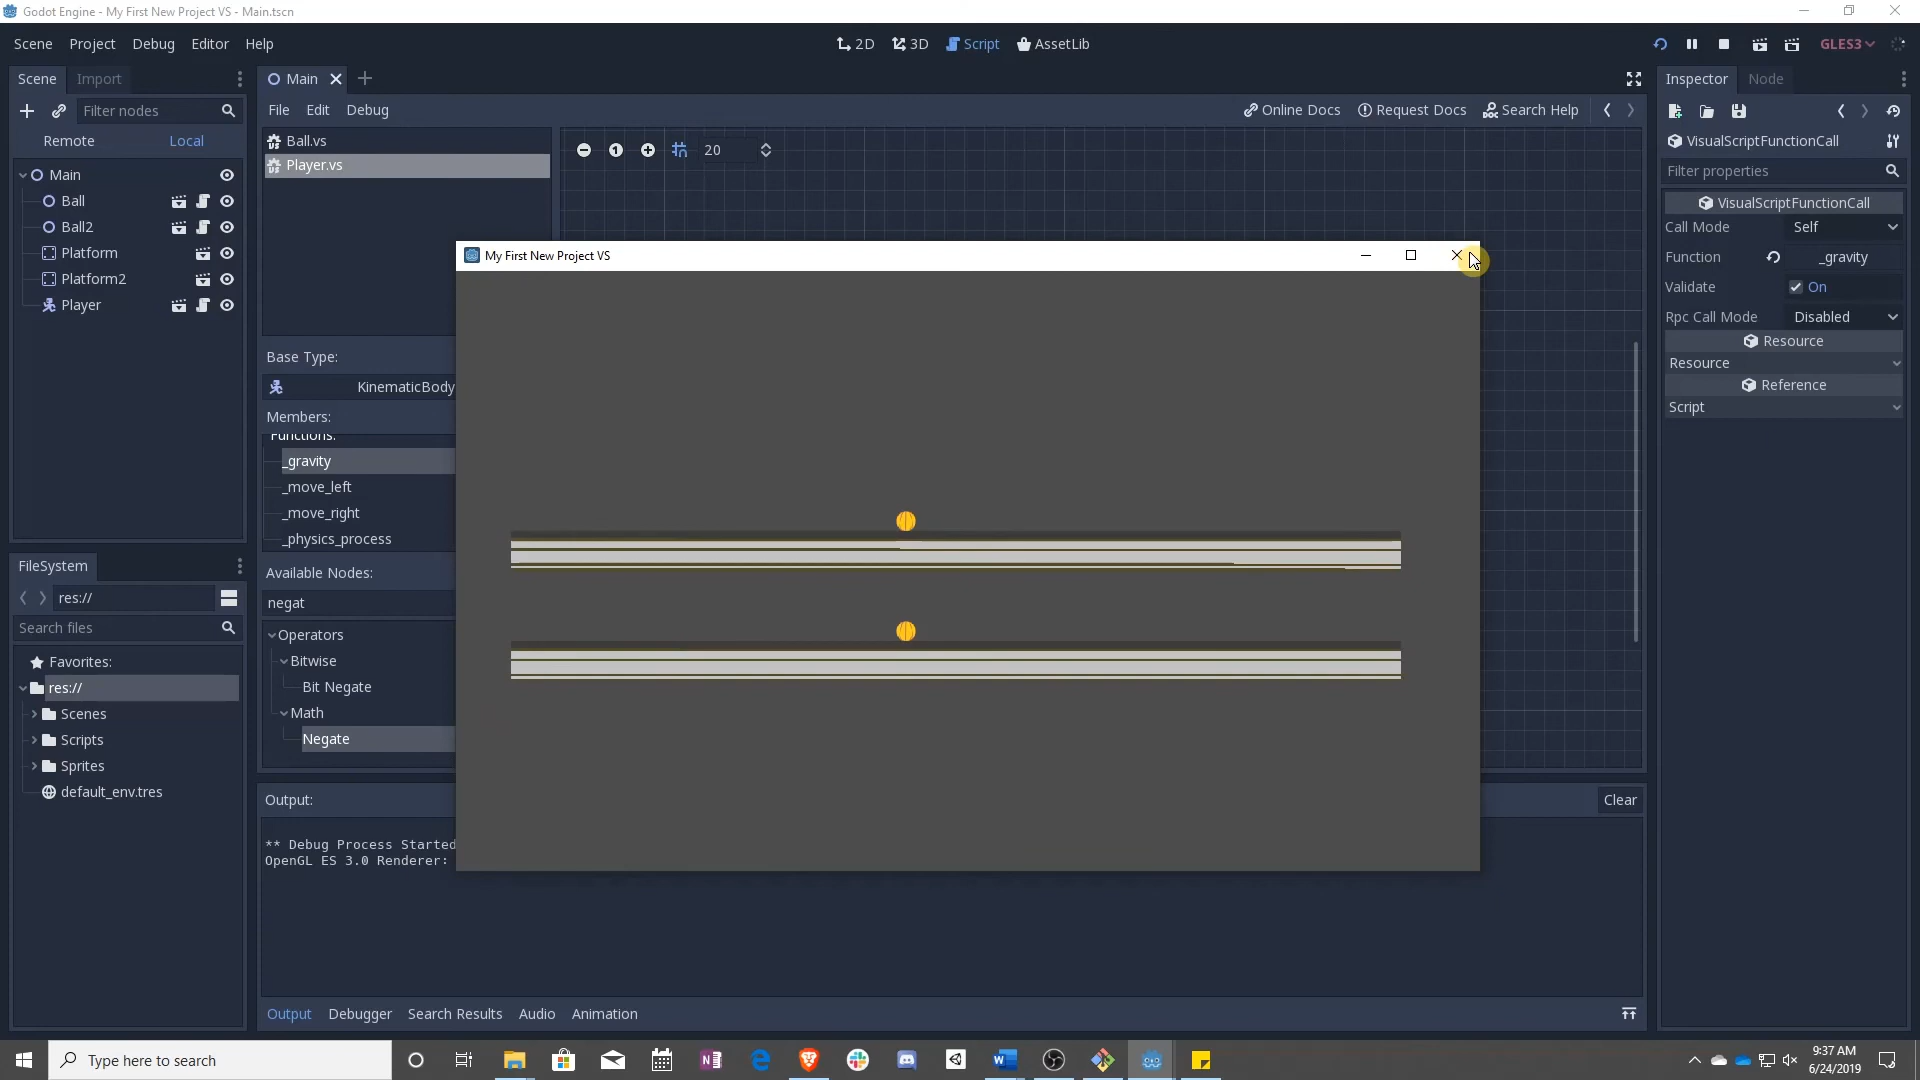 Godot Engine - My First New Project VS - Main.tscn
Scene Project Debug Editor Help
2D 3D Script AssetLib
GLES3
Scene Import
Main
Inspector Node
Filter nodes
File Edit Debug
Online Docs Request Docs Search Help
Remote Local
Ball.vs
20
VisualScriptFunctionCall
Player.vs
Filter properties
Main
Ball
Ball2
Platform
Platform2
Player
VisualScriptFunctionCall
Call Mode Self
Function _gravity
Validate On
Rpc Call Mode Disabled
Resource
Resource
Reference
Script
My First New Project VS
Base Type:
KinematicBody
Members:
Functions:
_gravity
_move_left
_move_right
_physics_process
Available Nodes:
negat
Operators
Bitwise
Bit Negate
Math
Negate
FileSystem
res://
Search files
Favorites:
res://
Scenes
Scripts
Sprites
default_env.tres
Output:
Clear
** Debug Process Started
OpenGL ES 3.0 Renderer:
Output Debugger Search Results Audio Animation
Type here to search
9:37 AM
6/24/2019